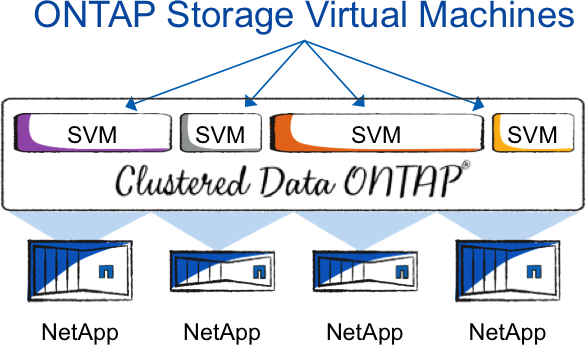 ONTAP Storage Virtual Machines
SVM SVM SVM SVM
Clustered Data ONTAP®
NetApp NetApp NetApp NetApp